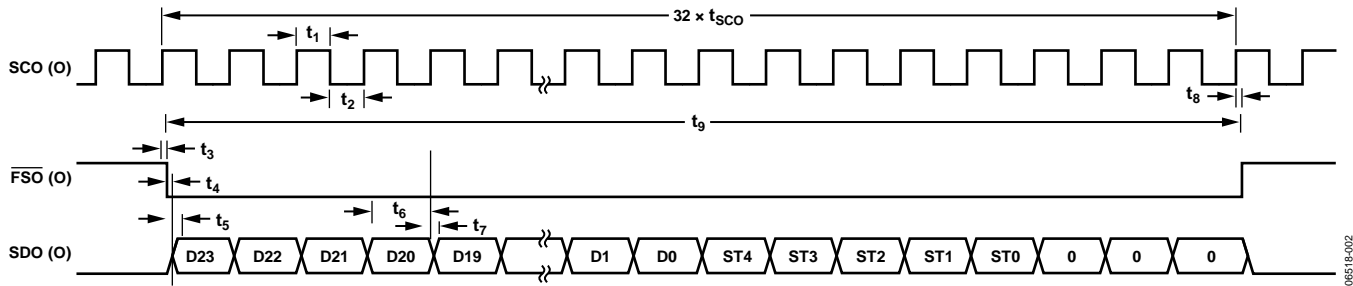 32 × tSCO
t1
SCO (O)
t2
t8
t9
t3
FSO (O)
t4
t5
t6
t7
SDO (O)
D23 D22 D21 D20 D19 D1 D0 ST4 ST3 ST2 ST1 ST0 0 0 0
06518-002